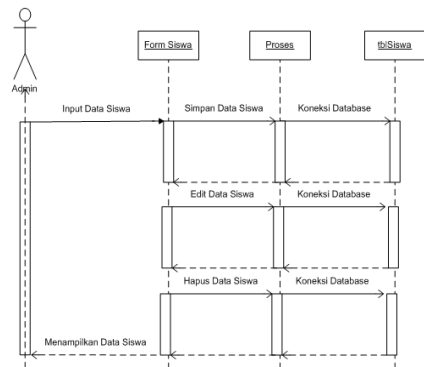 Form Siswa
Proses
tblSiswa
Admin
Input Data Siswa
Simpan Data Siswa
Koneksi Database
Edit Data Siswa
Koneksi Database
Hapus Data Siswa
Koneksi Database
Menampilkan Data Siswa